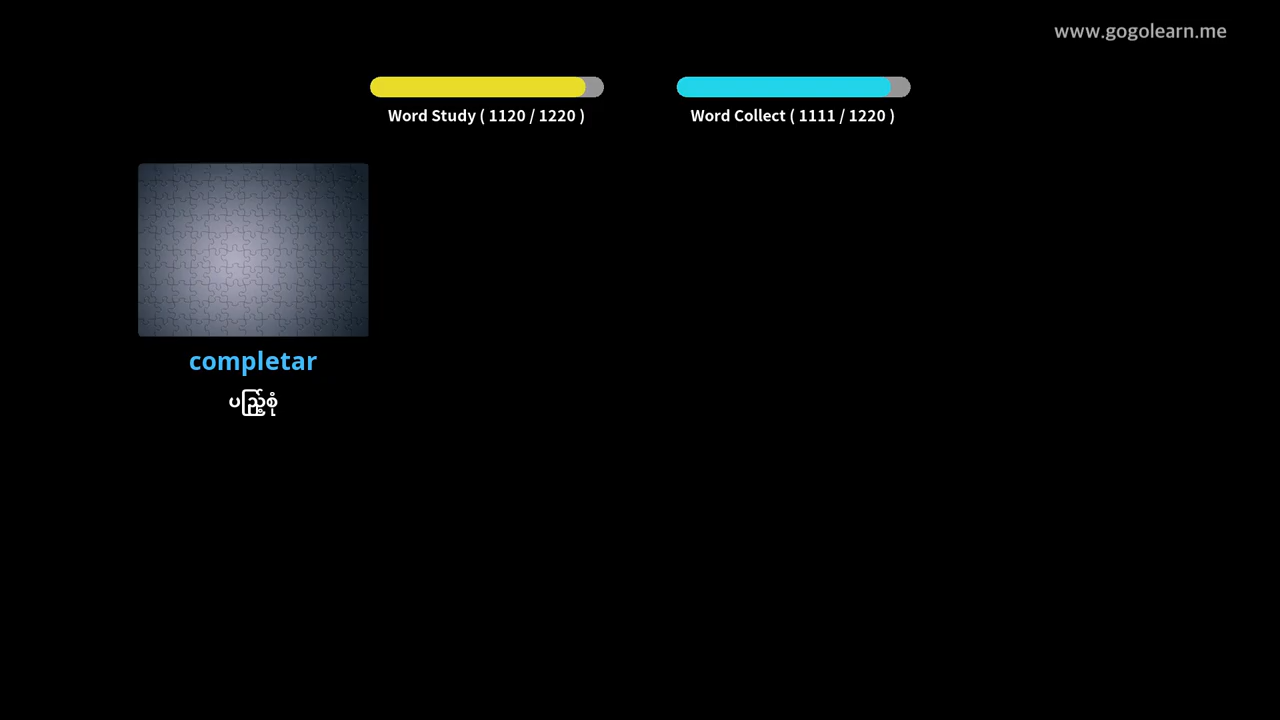 www.gogolearn.me
Word Study ( 1120 / 1220 )
Word Collect ( 1111 / 1220 )
completar
ပြည့်စုံ